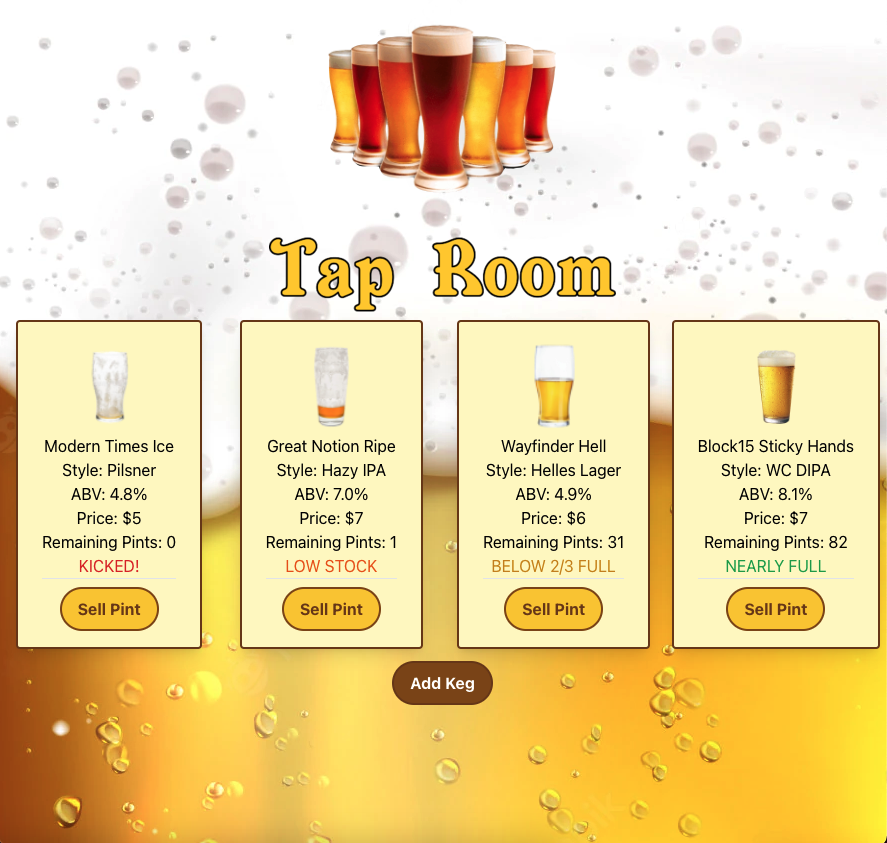 Tap Room
Modern Times Ice
Style: Pilsner
ABV: 4.8%
Price: $5
Remaining Pints: 0
KICKED!
Sell Pint
Great Notion Ripe
Style: Hazy IPA
ABV: 7.0%
Price: $7
Remaining Pints: 1
LOW STOCK
Sell Pint
Wayfinder Hell
Style: Helles Lager
ABV: 4.9%
Price: $6
Remaining Pints: 31
BELOW 2/3 FULL
Sell Pint
Block15 Sticky Hands
Style: WC DIPA
ABV: 8.1%
Price: $7
Remaining Pints: 82
NEARLY FULL
Sell Pint
Add Keg